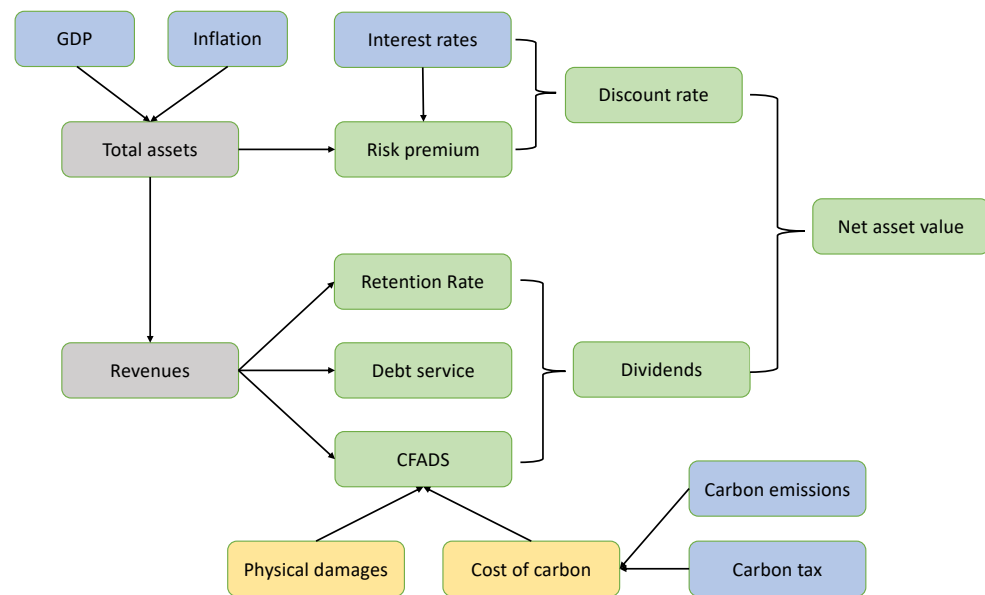 GDP
Inflation
Interest rates
Discount rate
Total assets
Risk premium
Net asset value
Retention Rate
Revenues
Debt service
Dividends
CFADS
Carbon emissions
Physical damages
Cost of carbon
Carbon tax